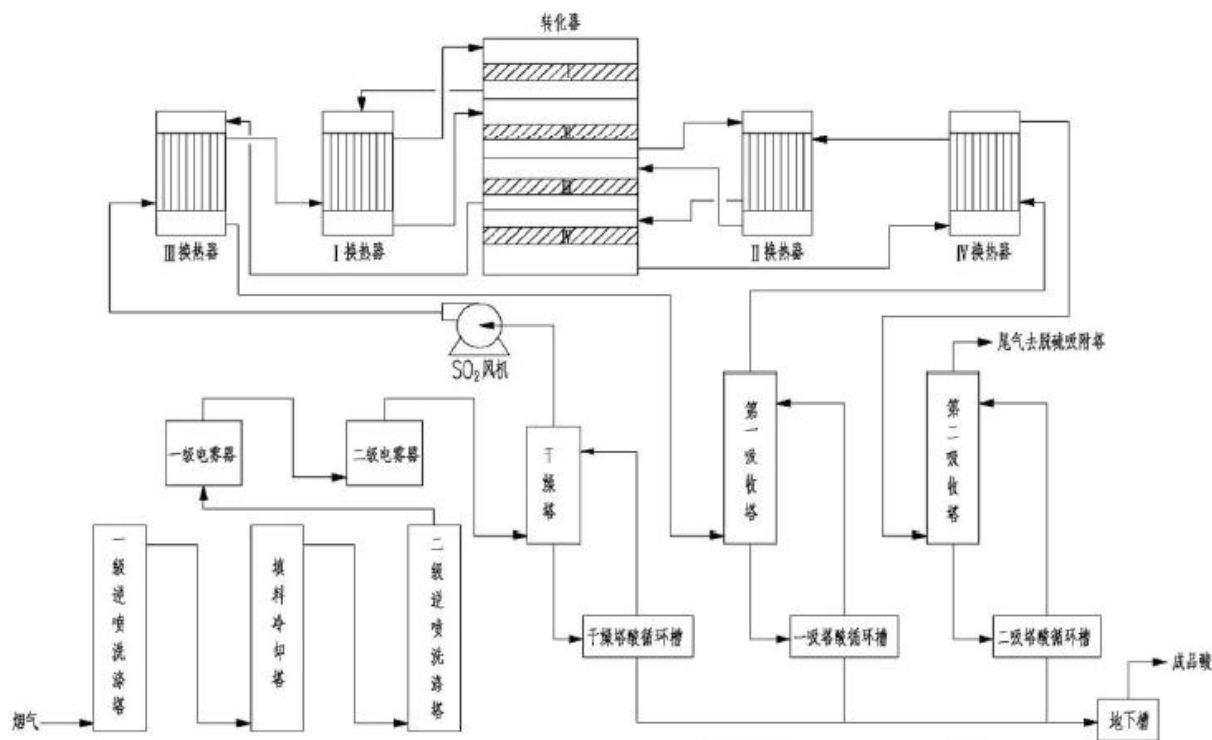 转化器
Ⅰ
Ⅱ
Ⅲ
Ⅳ
Ⅲ换热器
Ⅰ换热器
Ⅱ换热器
Ⅳ换热器
SO₂风机
尾气去脱硫吸附塔
一级电雾器
二级电雾器
干燥塔
第一吸收塔
第二吸收塔
一级逆喷洗涤塔
填料冷却塔
二级逆喷洗涤塔
干燥塔酸循环槽
一吸塔酸循环槽
二吸塔酸循环槽
成品酸
烟气
地下槽